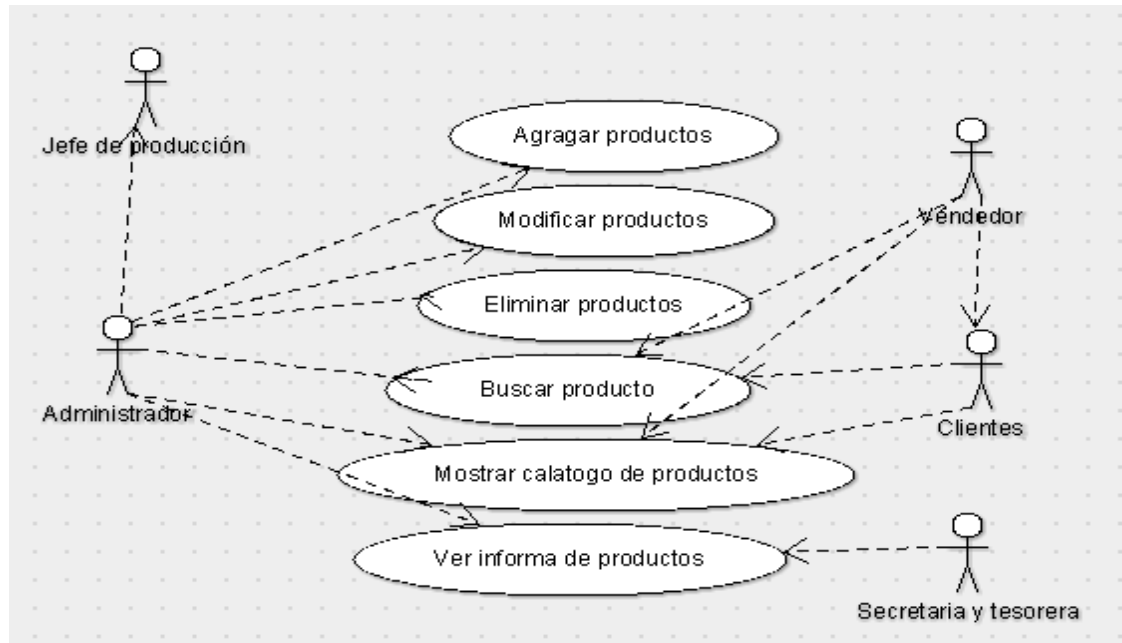 Agragar productos
Jefe de producción
Modificar productos
Vendedor
Eliminar productos
Buscar producto
Administrador
Clientes
Mostrar calatogo de productos
Ver informa de productos
Secretaria y tesorera